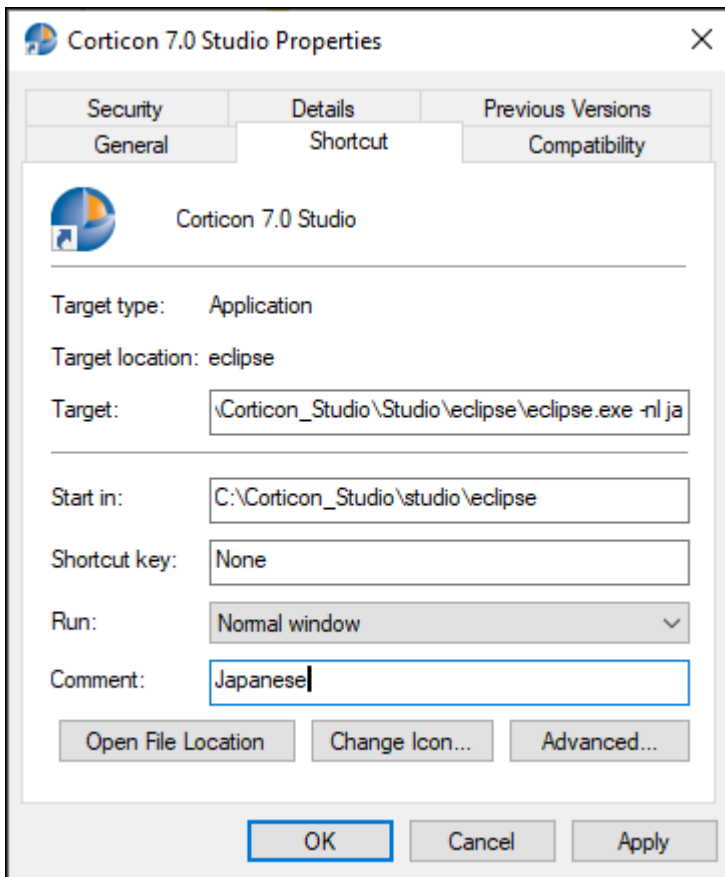 Corticon 7.0 Studio Properties
Security Details Previous Versions
General Shortcut Compatibility
Corticon 7.0 Studio
Target type: Application
Target location: eclipse
Target: \Corticon_Studio\Studio\eclipse\eclipse.exe -nl ja
Start in: C:\Corticon_Studio\studio\eclipse
Shortcut key: None
Run: Normal window
Comment: Japanese
Open File Location Change Icon... Advanced...
OK Cancel Apply